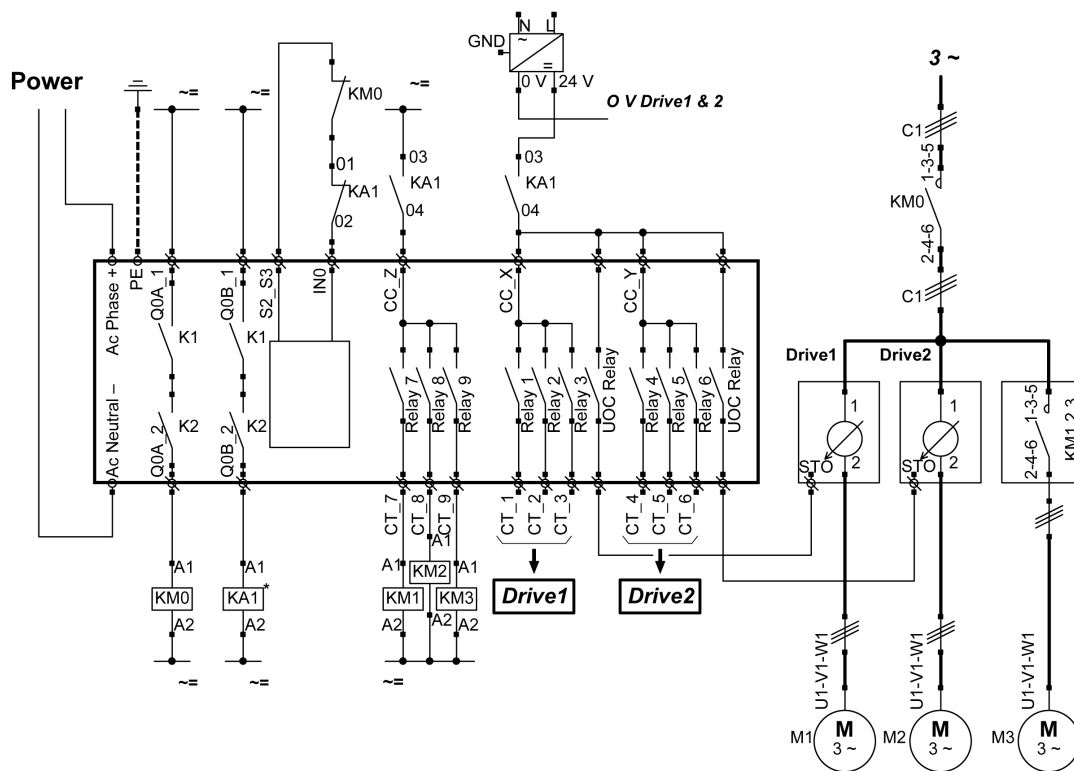 N L
GND
~
=
0 V 24 V
O V Drive1 & 2
3 ~
Power
~=
~=
~=
KM0
C1
1-3-5
KM0
2-4-6
C1
01
KA1
02
03
KA1
04
03
KA1
04
Ac Phase +
PE
Q0A_1
Q0B_1
S2_S3
IN0
CC_Z
CC_X
CC_Y
K1
K1
K2
K2
Ac Neutral –
Q0A_2
Q0B_2
Relay 7
Relay 8
Relay 9
Relay 1
Relay 2
Relay 3
UOC Relay
Relay 4
Relay 5
Relay 6
UOC Relay
Drive1
Drive2
1
2
STO
1
2
STO
1-3-5
2-4-6
KM1,2,3
CT_7
CT_8
CT_9
CT_1
CT_2
CT_3
CT_4
CT_5
CT_6
A1
KM0
A2
A1
KA1
*
A2
A1
KM1
A2
A1
KM2
A2
A1
KM3
A2
Drive1
Drive2
~=
~=
~=
U1-V1-W1
U1-V1-W1
U1-V1-W1
M1
M
3 ~
M2
M
3 ~
M3
M
3 ~